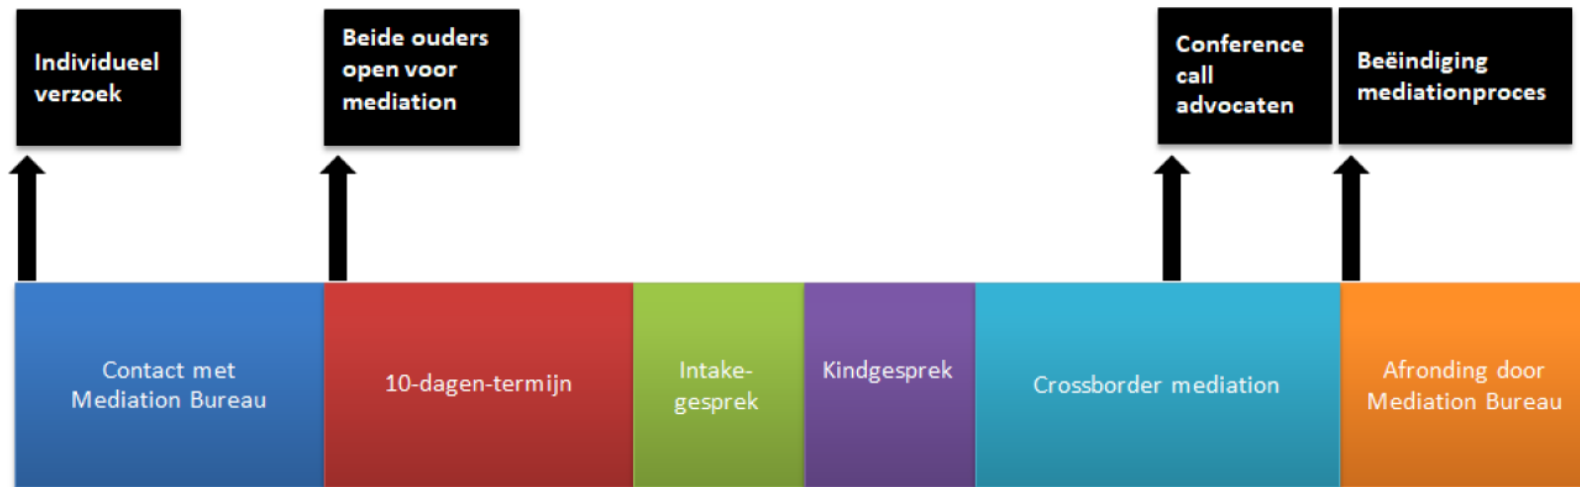 Individueel
verzoek
Beide ouders
open voor
mediation
Conference
call
advocaten
Beëindiging
mediationproces
Contact met
Mediation Bureau
10-dagen-termijn
Intake-
gesprek
Kindgesprek
Crossborder mediation
Afronding door
Mediation Bureau